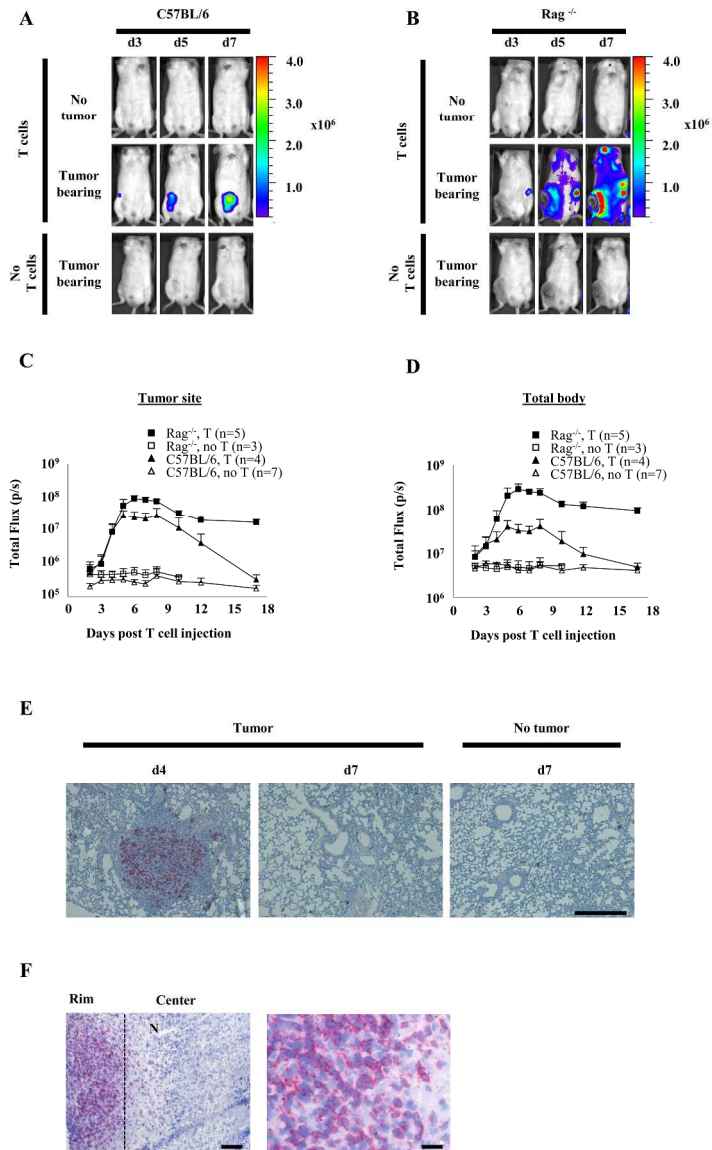 A
C57BL/6
d3 d5 d7
T cells
No
tumor
Tumor
bearing
No
T cells
Tumor
bearing
4.0
3.0
x10⁶
2.0
1.0
B
Rag -/-
d3 d5 d7
T cells
No
tumor
Tumor
bearing
No
T cells
Tumor
bearing
4.0
3.0
x10⁶
2.0
1.0
C
Tumor site
Rag-/-, T (n=5)
Rag-/-, no T (n=3)
C57BL/6, T (n=4)
C57BL/6, no T (n=7)
Total Flux (p/s)
10⁹
10⁸
10⁷
10⁶
10⁵
0 3 6 9 12 15 18
Days post T cell injection
D
Total body
Rag-/-, T (n=5)
Rag-/-, no T (n=3)
C57BL/6, T (n=4)
C57BL/6, no T (n=7)
Total Flux (p/s)
10⁹
10⁸
10⁷
10⁶
0 3 6 9 12 15 18
Days post T cell injection
E
Tumor
No tumor
d4 d7 d7
F
Rim Center
N